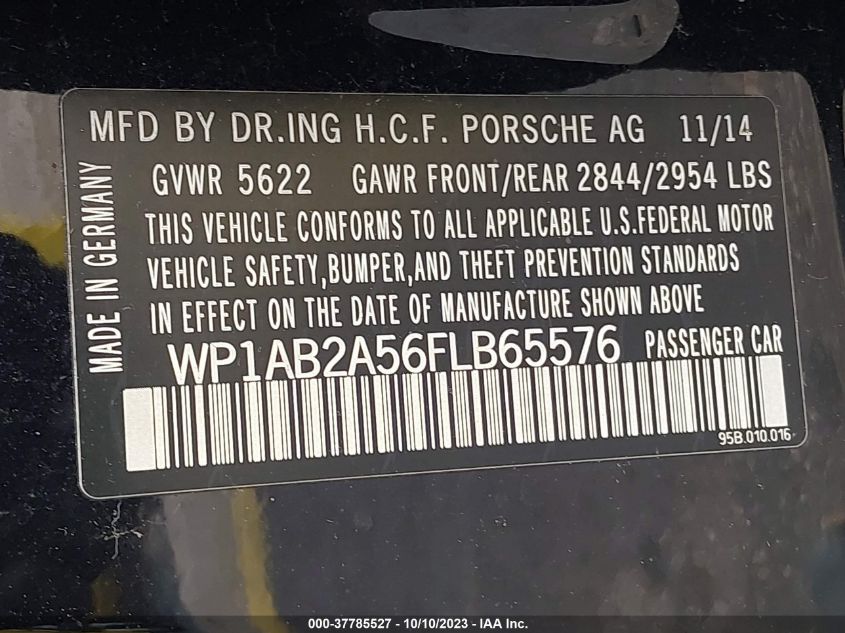 MFD BY DR.ING H.C.F. PORSCHE AG 11/14
GVWR 5622 GAWR FRONT/REAR 2844/2954 LBS
THIS VEHICLE CONFORMS TO ALL APPLICABLE U.S.FEDERAL MOTOR
VEHICLE SAFETY,BUMPER,AND THEFT PREVENTION STANDARDS
IN EFFECT ON THE DATE OF MANUFACTURE SHOWN ABOVE
MADE IN GERMANY
WP1AB2A56FLB65576 PASSENGER CAR
95B.010.016
000-37785527 - 10/10/2023 - IAA Inc.